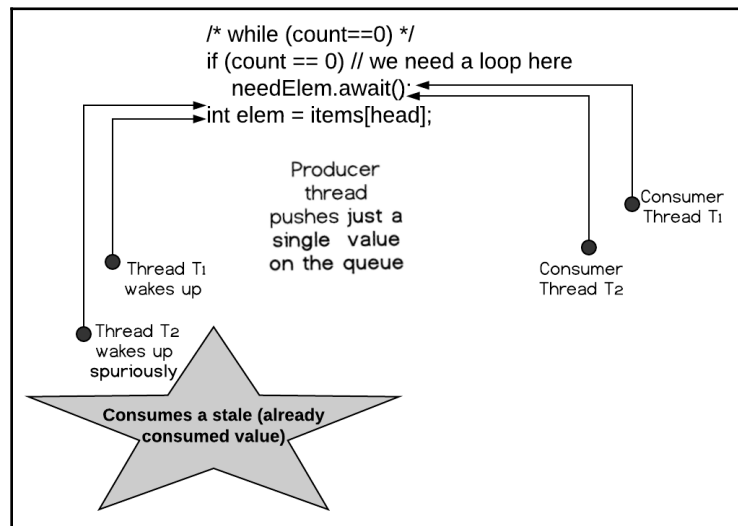 /* while (count==0) */
if (count == 0) // we need a loop here
needElem.await();
int elem = items[head];
Producer
thread
pushes just a
single value
on the queue
Consumer
Thread T1
Consumer
Thread T2
Thread T1
wakes up
Thread T2
wakes up
spuriously
Consumes a stale (already
consumed value)